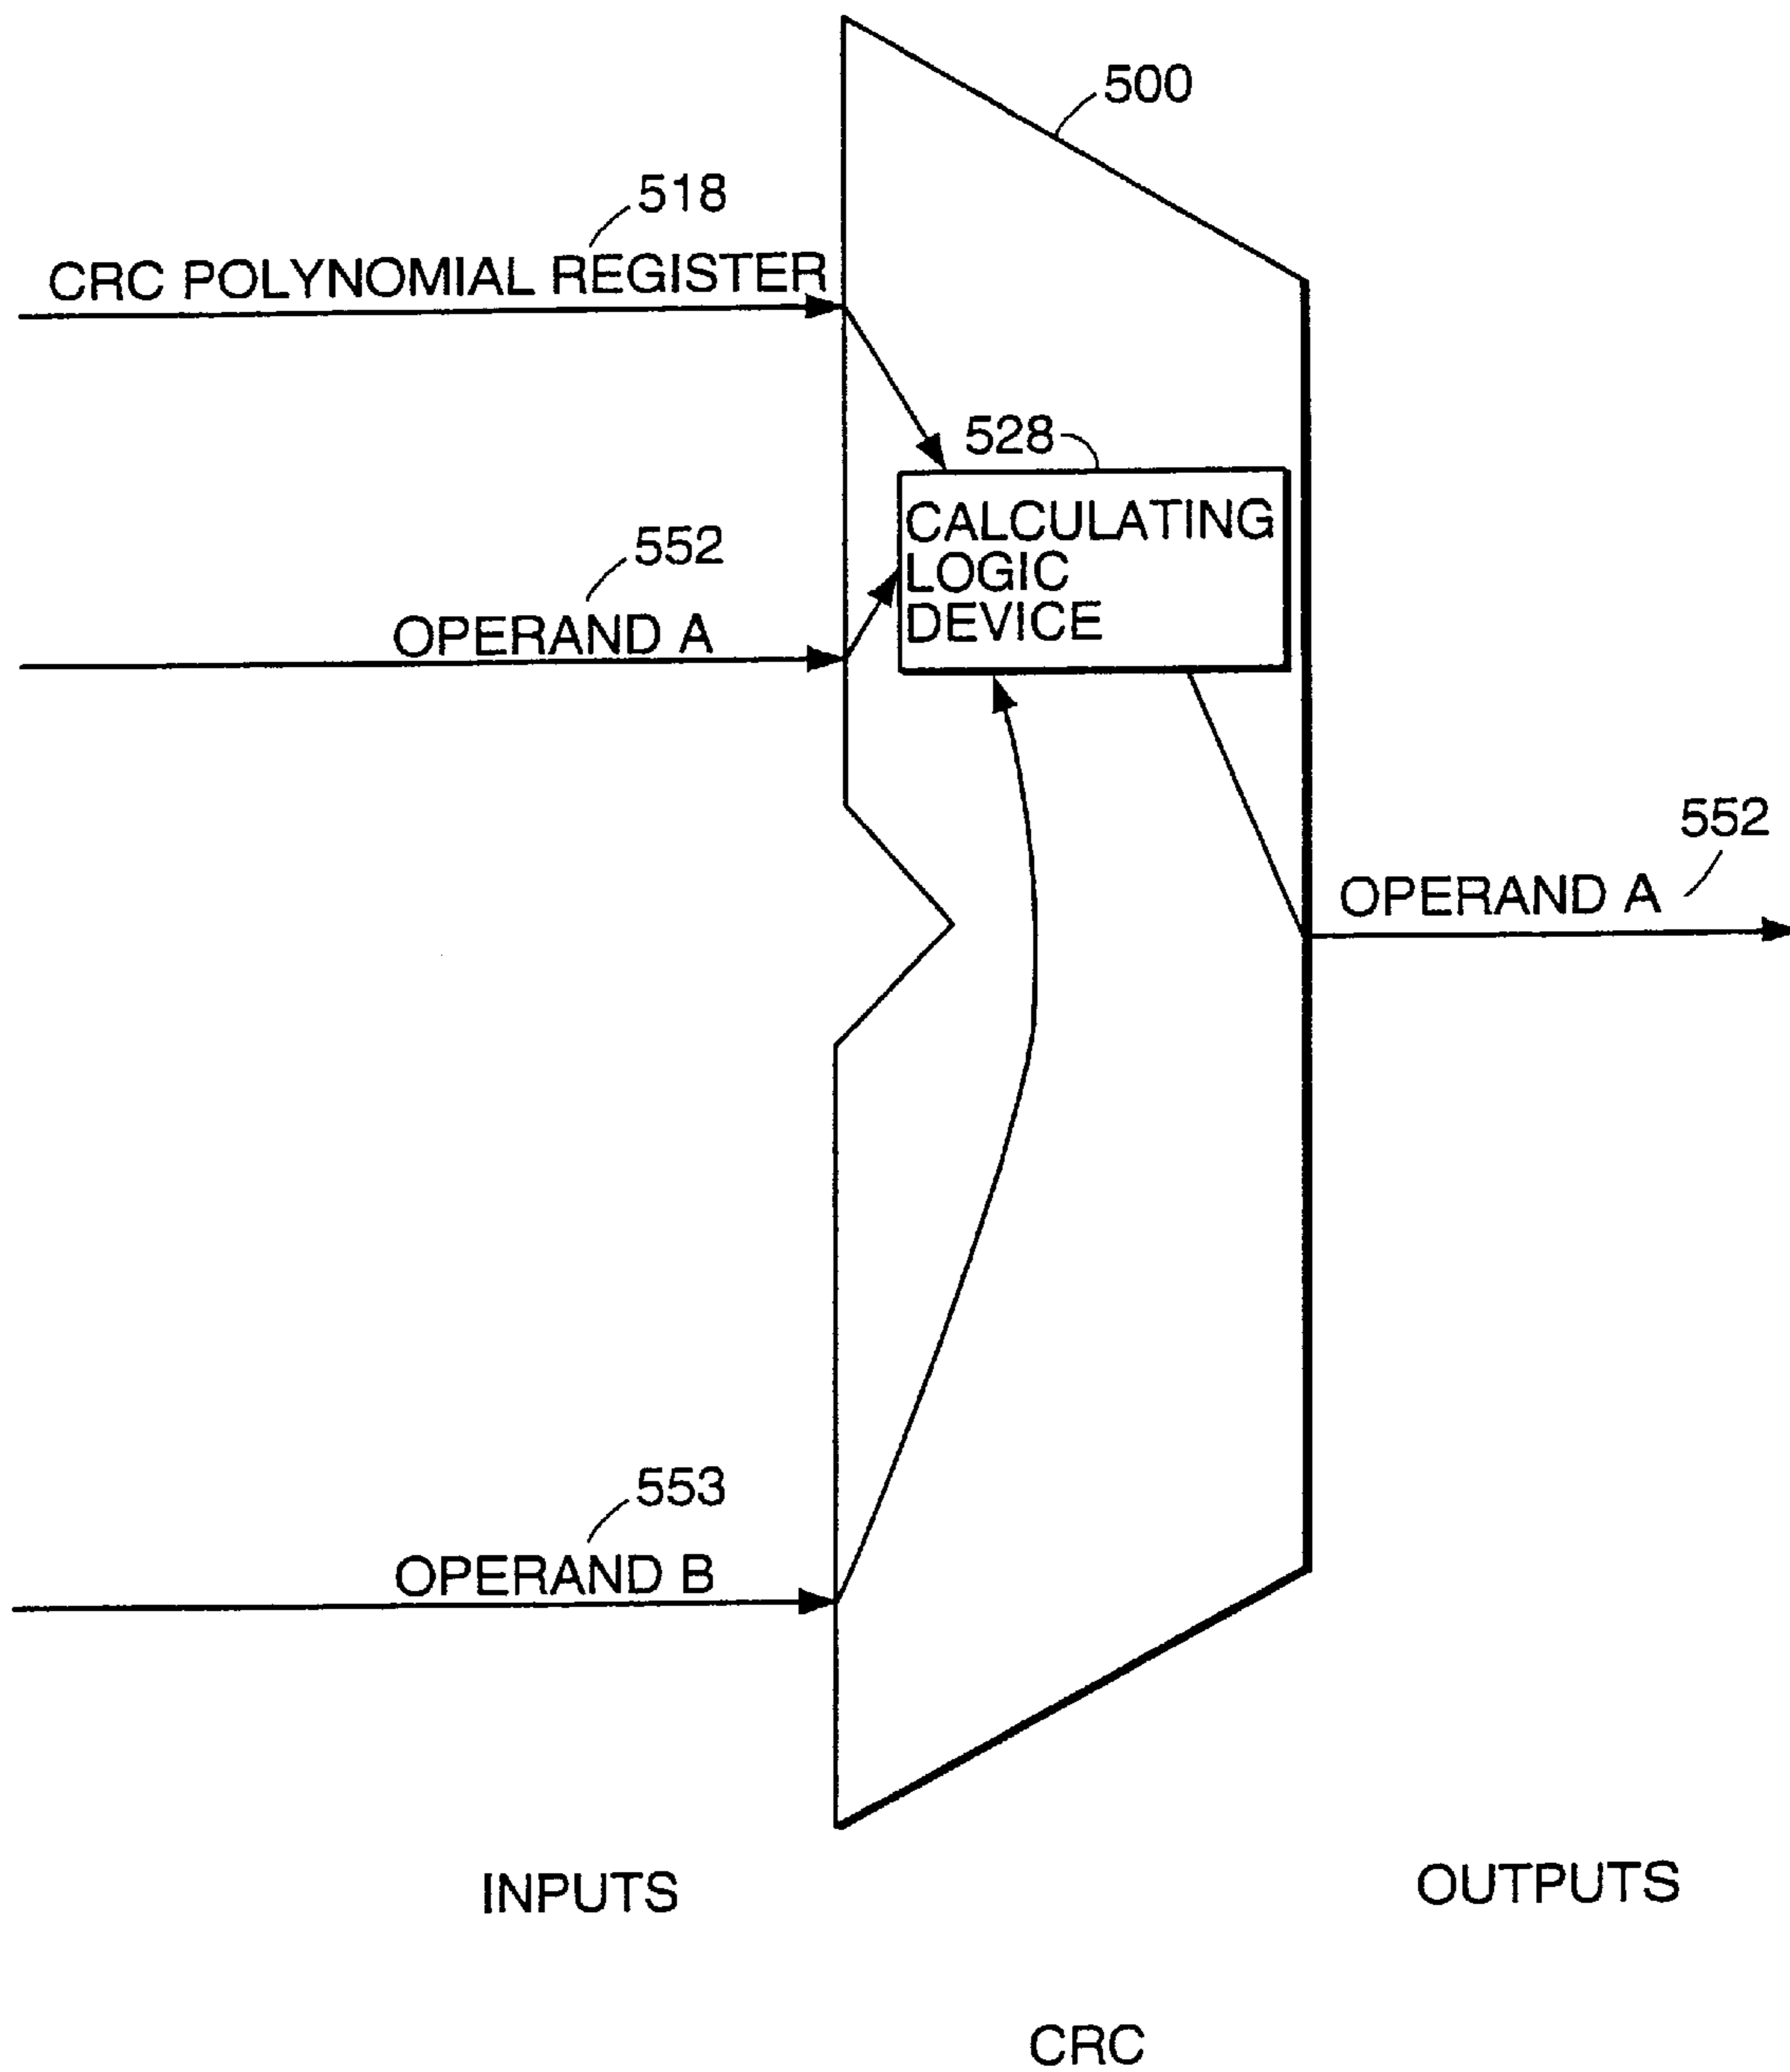 500
518
CRC POLYNOMIAL REGISTER
528
CALCULATING
LOGIC
DEVICE
552
OPERAND A
552
OPERAND A
553
OPERAND B
INPUTS
OUTPUTS
CRC